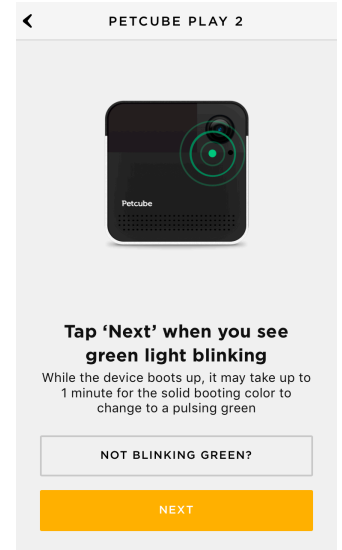 PETCUBE PLAY 2
Petcube
Tap ‘Next’ when you see
green light blinking
While the device boots up, it may take up to
1 minute for the solid booting color to
change to a pulsing green
NOT BLINKING GREEN?
NEXT